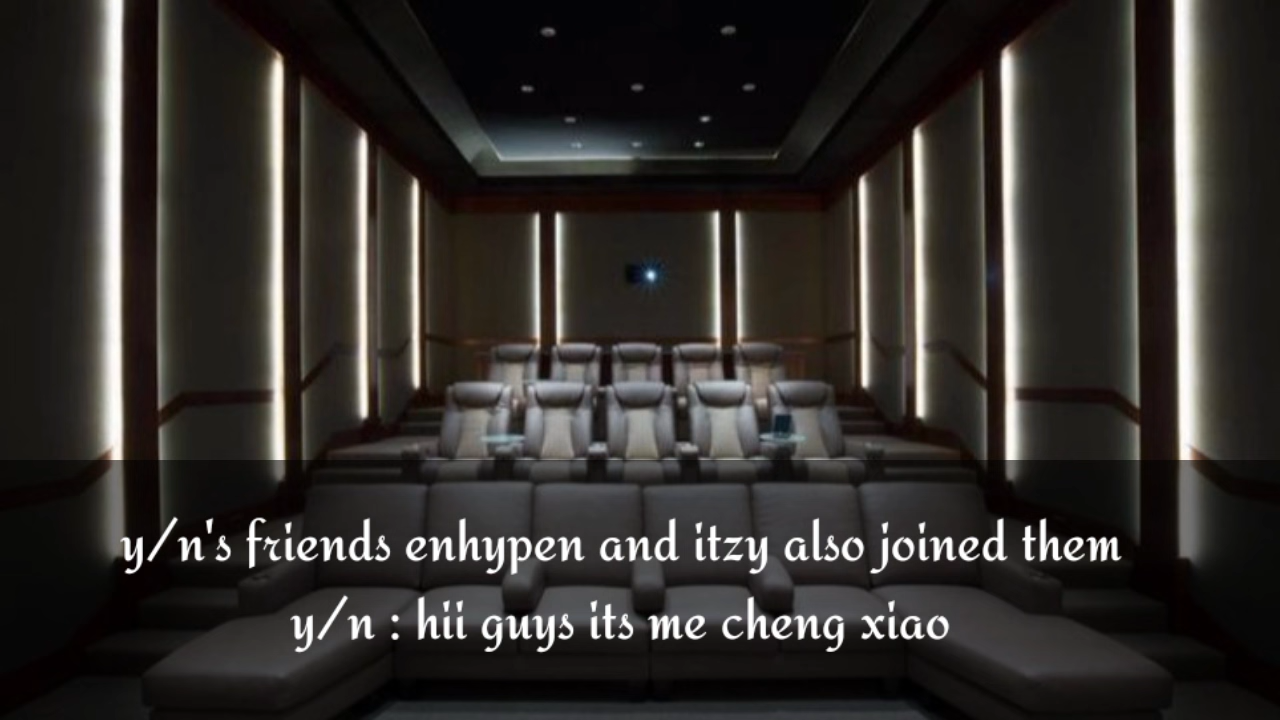 y/n's friends enhypen and itzy also joined them
y/n : hii guys its me cheng xiao